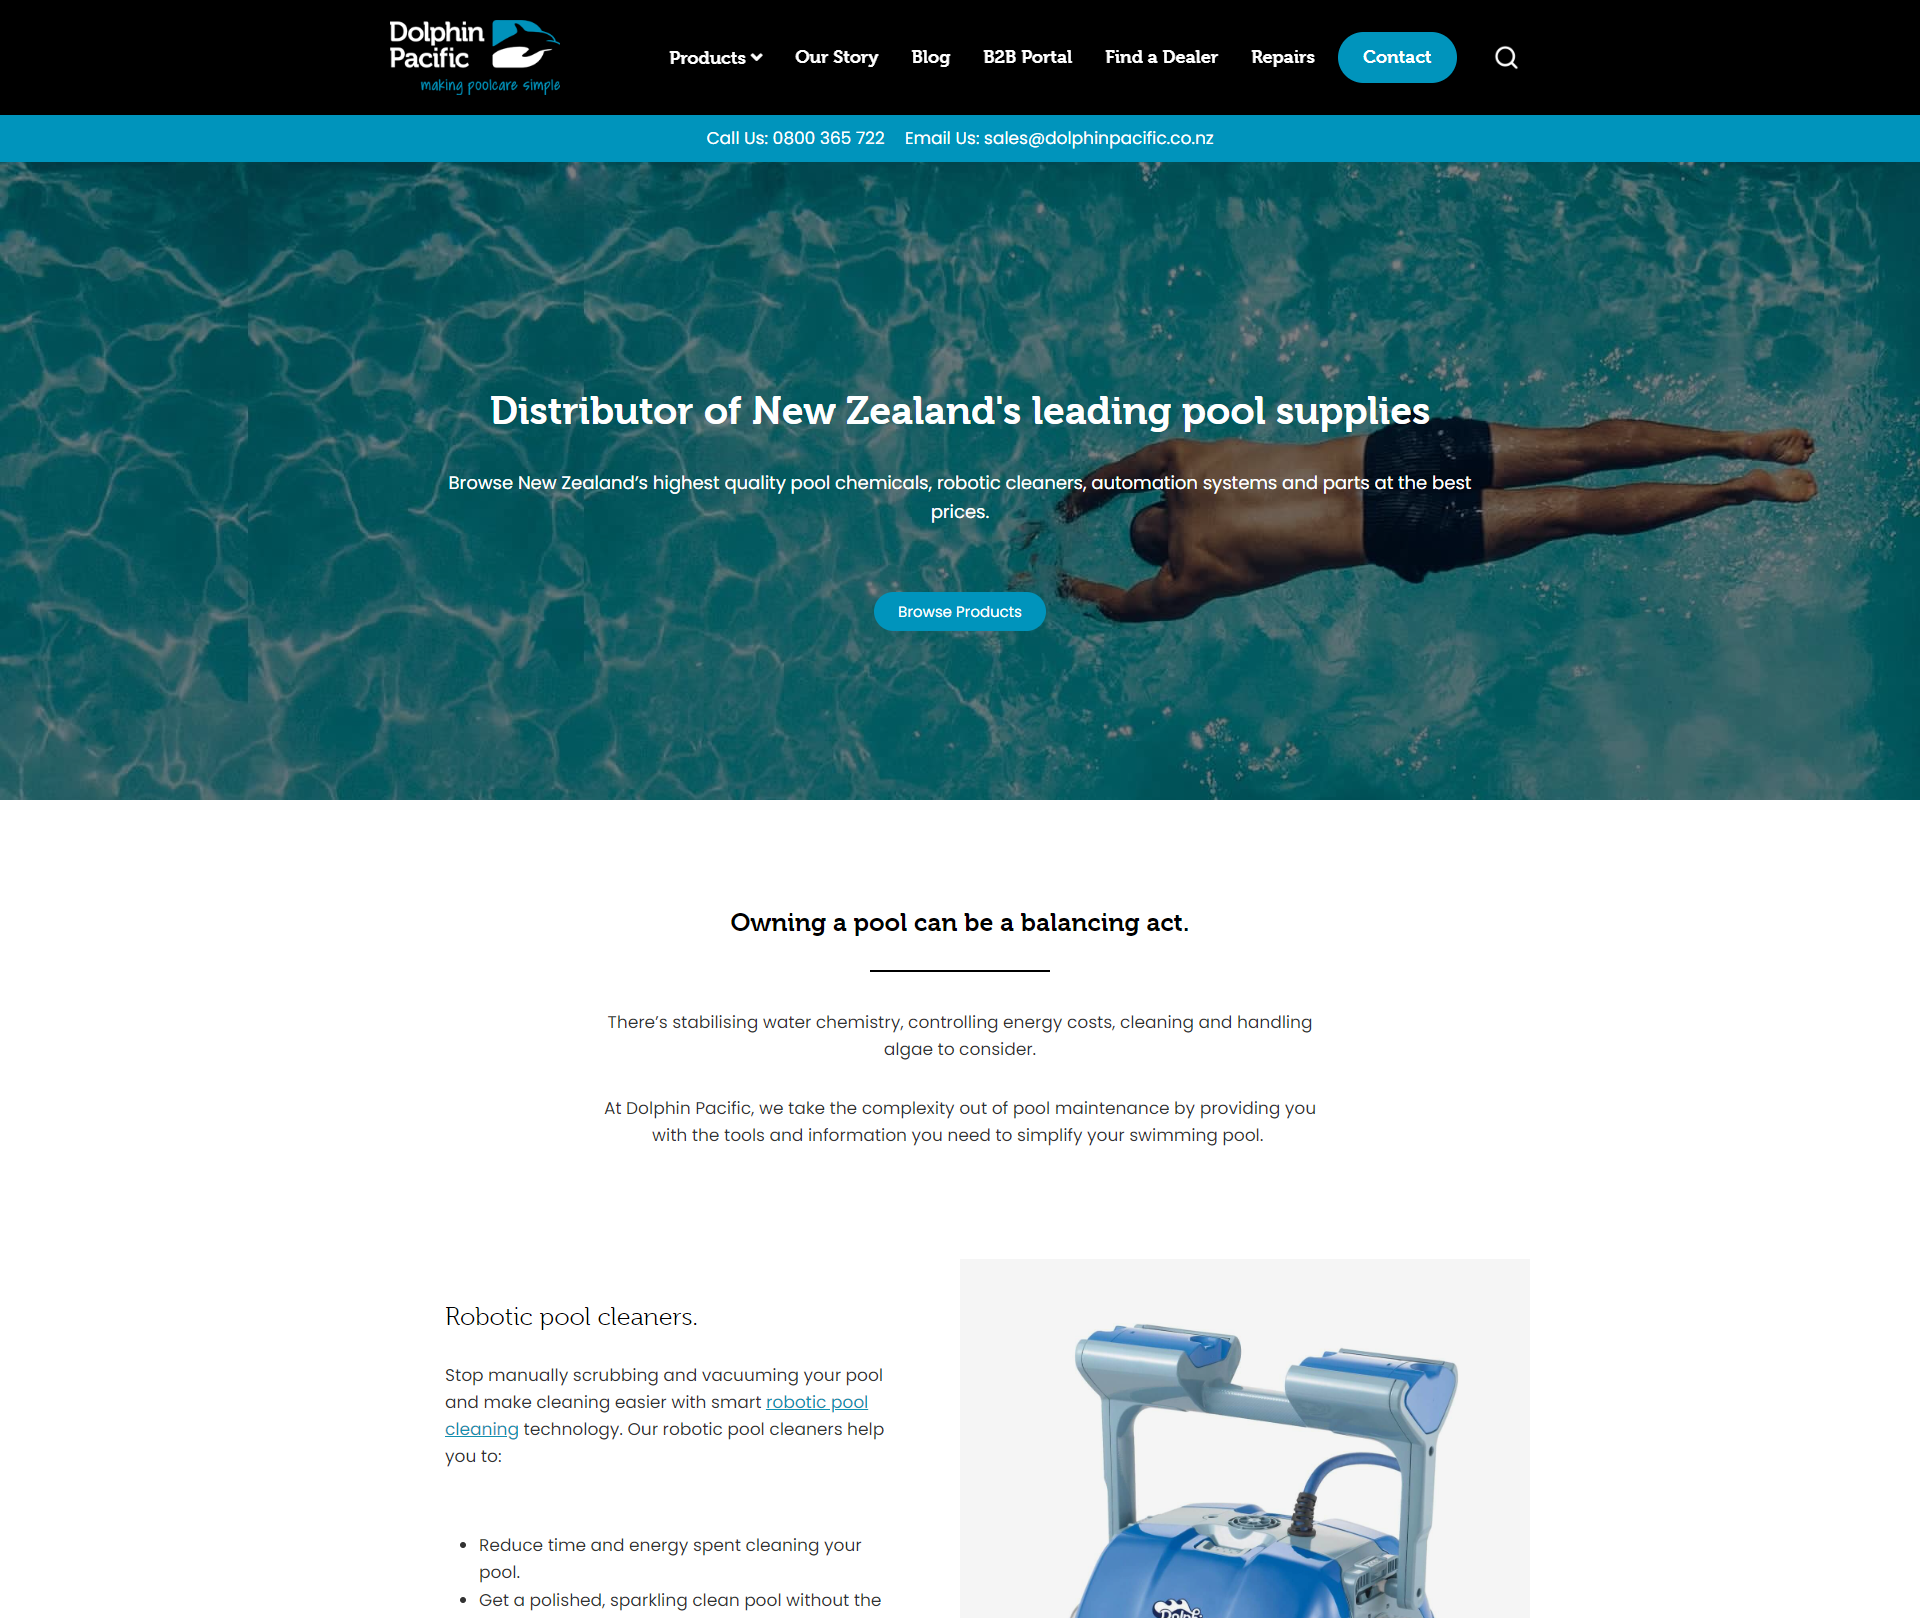 Dolphin
Pacific
making poolcare simple
Products
Our Story
Blog
B2B Portal
Find a Dealer
Repairs
Contact
Call Us: 0800 365 722
Email Us: sales@dolphinpacific.co.nz
Distributor of New Zealand's leading pool supplies
Browse New Zealand’s highest quality pool chemicals, robotic cleaners, automation systems and parts at the best
prices.
Browse Products
Owning a pool can be a balancing act.
There’s stabilising water chemistry, controlling energy costs, cleaning and handling
algae to consider.
At Dolphin Pacific, we take the complexity out of pool maintenance by providing you
with the tools and information you need to simplify your swimming pool.
Robotic pool cleaners.
Stop manually scrubbing and vacuuming your pool
and make cleaning easier with smart robotic pool
cleaning technology. Our robotic pool cleaners help
you to:
Reduce time and energy spent cleaning your
pool.
Get a polished, sparkling clean pool without the